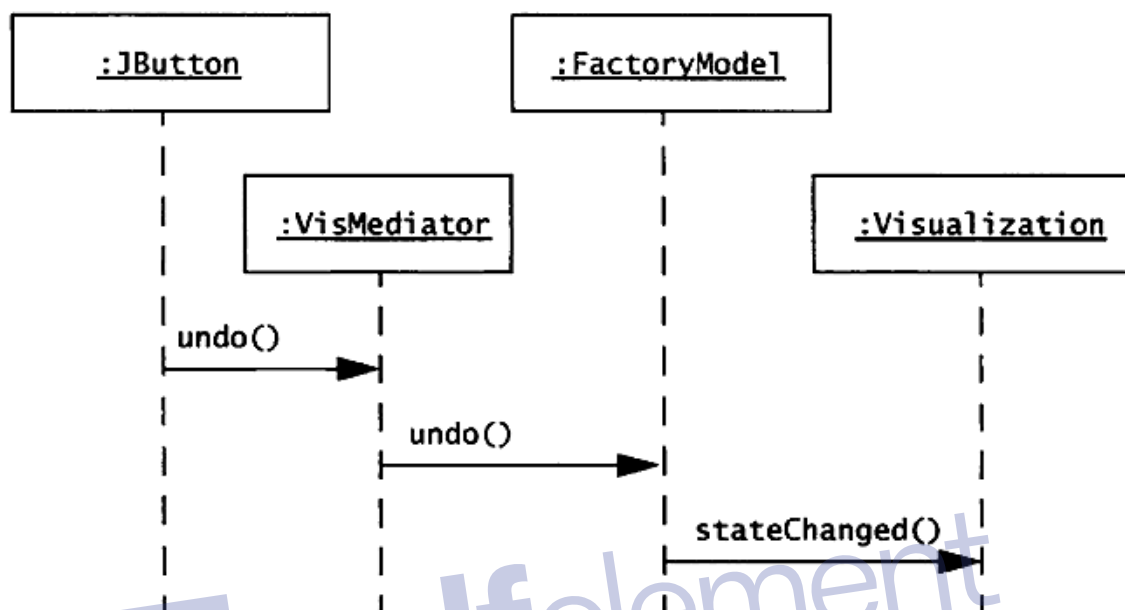 :JButton
:FactoryModel
:VisMediator
:Visualization
undo()
undo()
stateChanged()